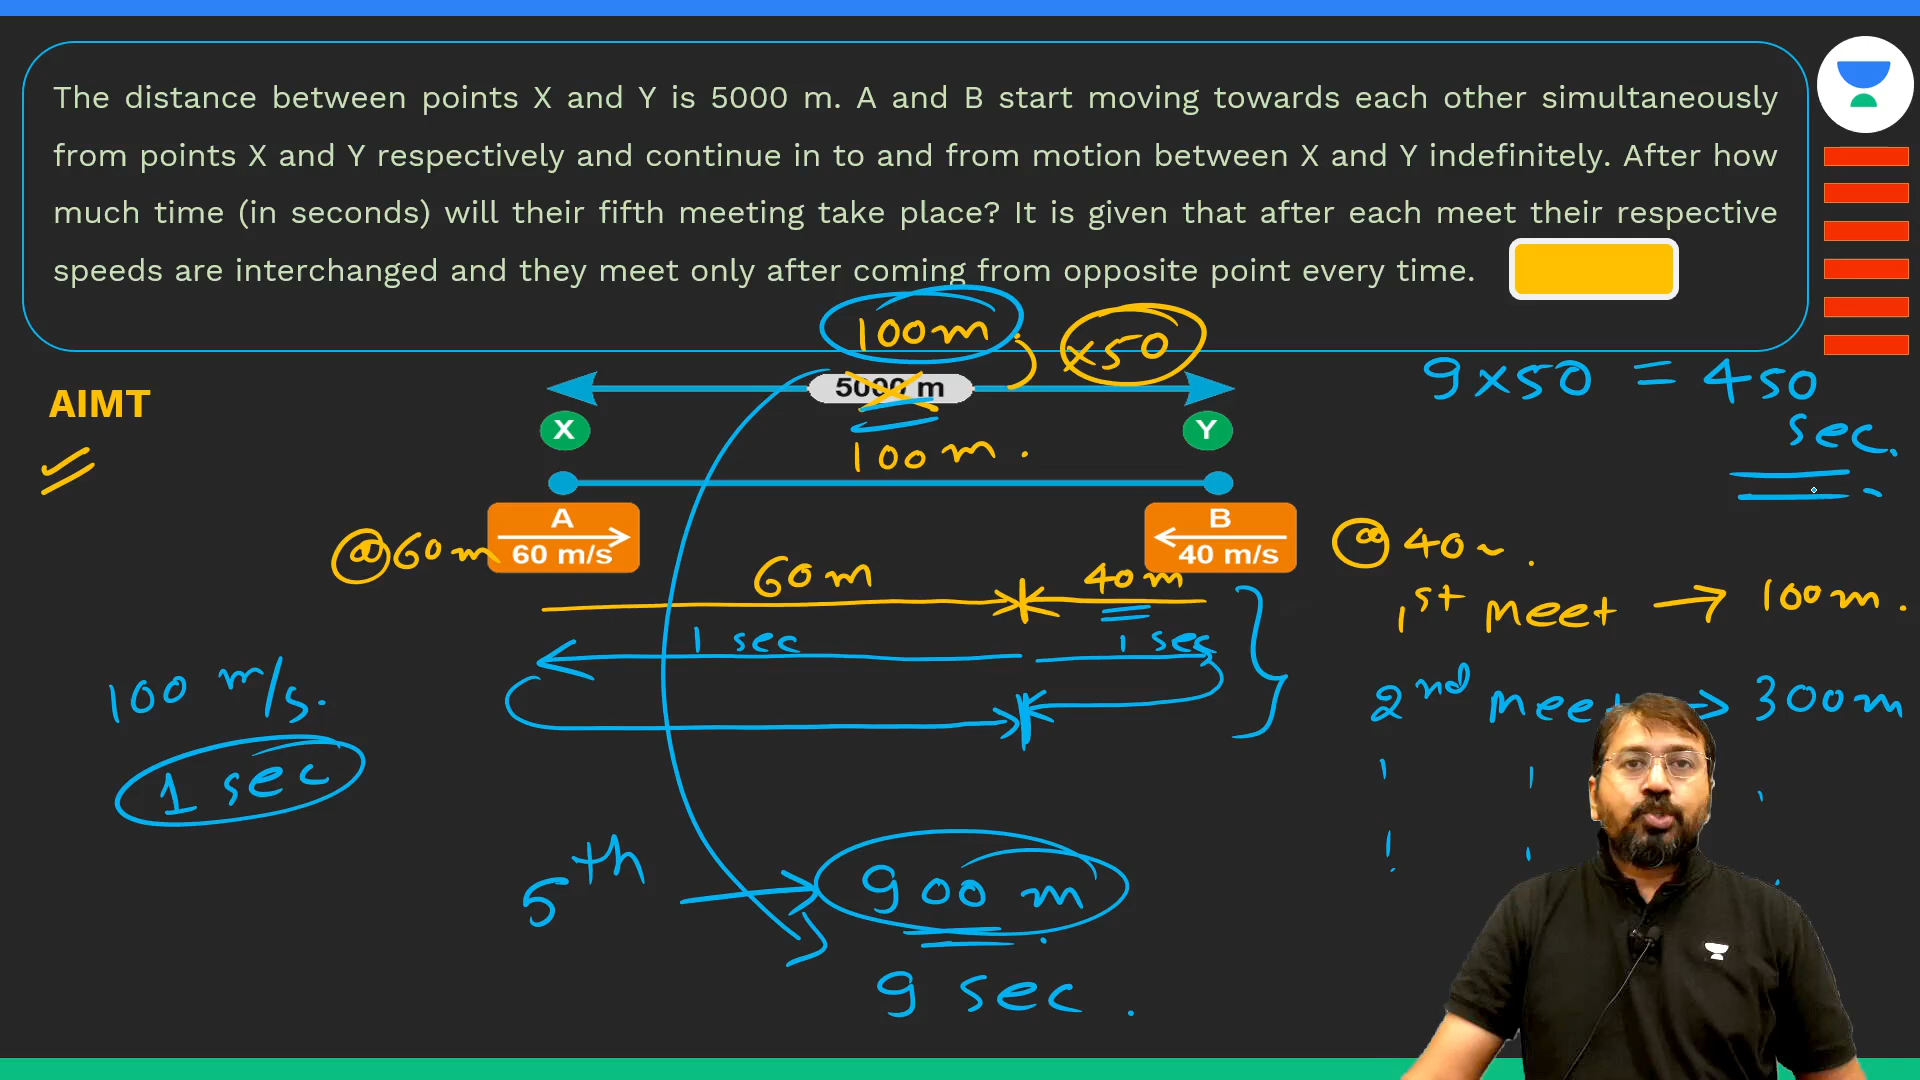 The distance between points X and Y is 5000 m. A and B start moving towards each other simultaneously
from points X and Y respectively and continue in to and from motion between X and Y indefinitely. After how
much time (in seconds) will their fifth meeting take place? It is given that after each meet their respective
speeds are interchanged and they meet only after coming from opposite point every time.
100m.
×50
9×50 = 450
sec.
AIMT
5000 m
X
Y
100m.
A
60 m/s
B
40 m/s
@60m
@40
60m
40m
1st meet → 100m.
1 sec
1 sec
100 m/s.
2nd meet → 300m
1 sec
5th → 900 m
9 sec.